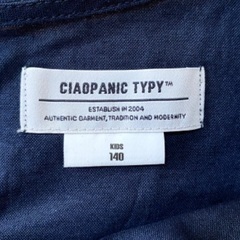 CIAOPANIC TYPY™
ESTABLISH IN 2004
AUTHENTIC GARMENT, TRADITION AND MODERNITY
KIDS
140